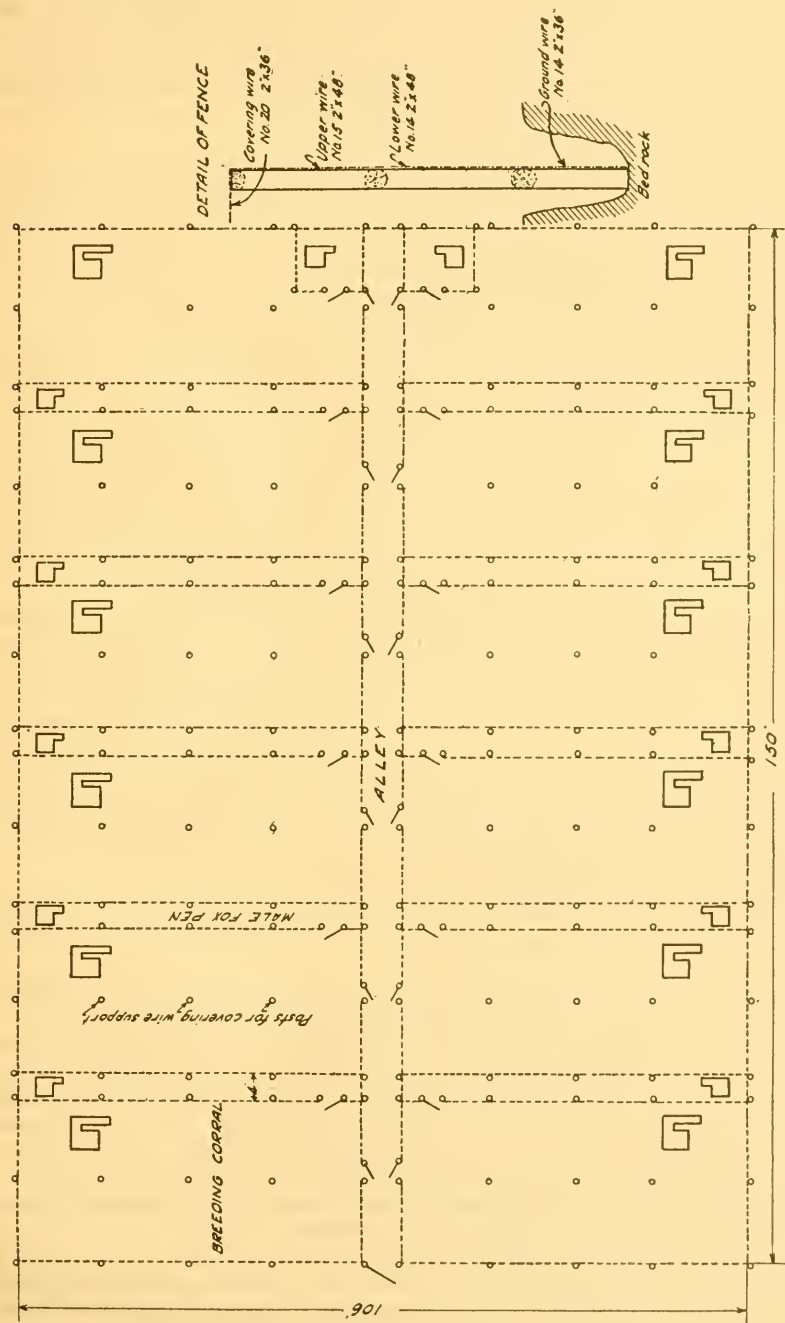 DETAIL OF FENCE
Covering wire
No. 20 2"x36"
Upper wire
No. 15 2"x48"
Lower wire
No. 14 2"x48"
Ground wire
No. 14 2"x36"
Bed rock
ALLEY
MALE FOX PEN
Posts for covering wire support
BREEDING CORRAL
4'
150'
106'